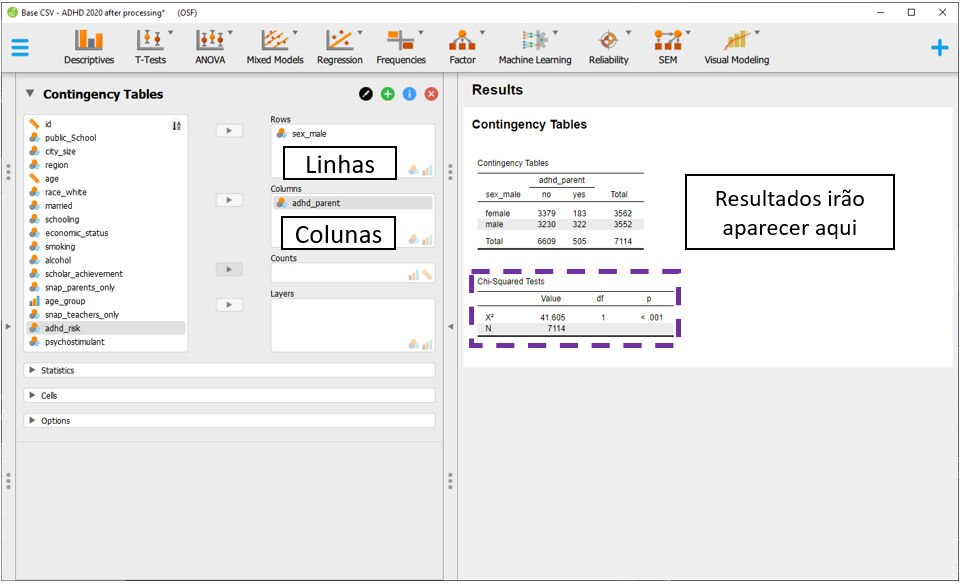 Base CSV - ADHD 2020 after processing* (OSF)
Descriptives T-Tests ANOVA Mixed Models Regression Frequencies Factor Machine Learning Reliability SEM Visual Modeling
Contingency Tables
id
public_School
city_size
region
age
race_white
married
schooling
economic_status
smoking
alcohol
scholar_achievement
snap_parents_only
age_group
snap_teachers_only
adhd_risk
psychostimulant
Rows
sex_male
Linhas
Columns
adhd_parent
Colunas
Counts
Layers
Statistics
Cells
Options
Results
Contingency Tables
Contingency Tables
adhd_parent
sex_male no yes Total
female 3379 183 3562
male 3230 322 3552
Total 6609 505 7114
Resultados irão
aparecer aqui
Chi-Squared Tests
Value df p
X² 41.605 1 < .001
N 7114